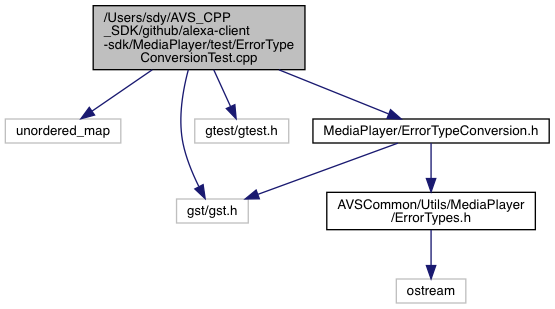 /Users/sdy/AVS_CPP
_SDK/github/alexa-client
-sdk/MediaPlayer/test/ErrorType
ConversionTest.cpp
unordered_map
gtest/gtest.h
MediaPlayer/ErrorTypeConversion.h
gst/gst.h
AVSCommon/Utils/MediaPlayer
/ErrorTypes.h
ostream